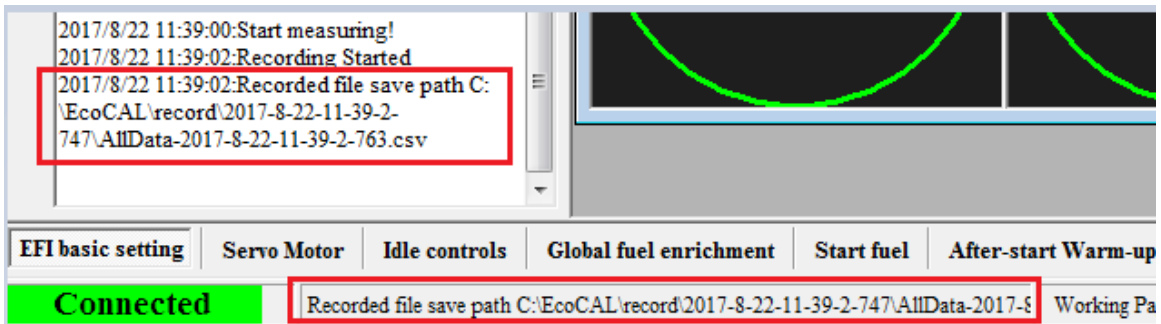 2017/8/22 11:39:00:Start measuring!
2017/8/22 11:39:02:Recording Started
2017/8/22 11:39:02:Recorded file save path C:
\EcoCAL\record\2017-8-22-11-39-2-
747\AllData-2017-8-22-11-39-2-763.csv
EFI basic setting Servo Motor Idle controls Global fuel enrichment Start fuel After-start Warm-up
Connected Recorded file save path C:\EcoCAL\record\2017-8-22-11-39-2-747\AllData-2017-8 Working Pa